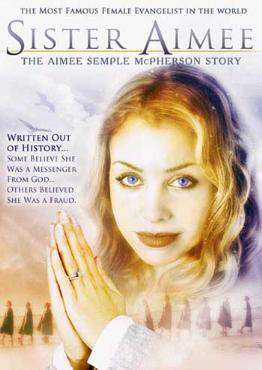 The Most Famous Female Evangelist in the World
Sister Aimee
The Aimee Semple McPherson Story
Written Out
of History...
Some Believe She
Was a Messenger
From God...
Others Believed
She Was a Fraud.